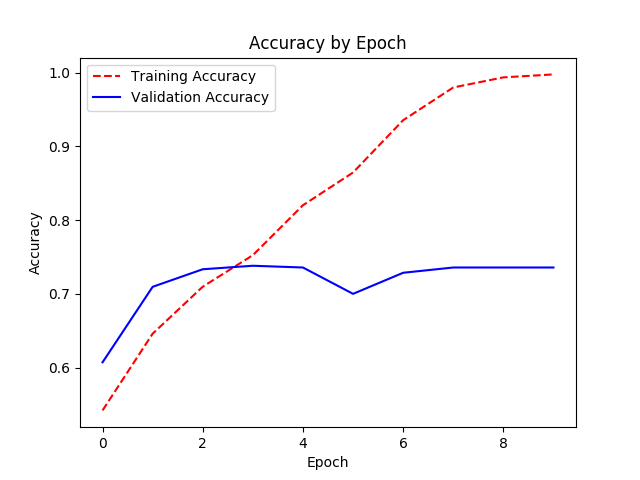 Accuracy by Epoch
Training Accuracy
Validation Accuracy
1.0
0.9
0.8
0.7
0.6
Accuracy
0 2 4 6 8
Epoch